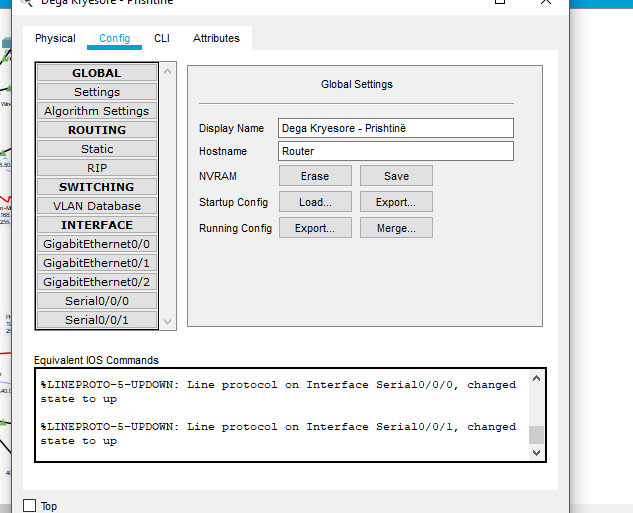 Dega Kryesore - Prishtinë
Physical Config CLI Attributes
GLOBAL
Settings
Algorithm Settings
ROUTING
Static
RIP
SWITCHING
VLAN Database
INTERFACE
GigabitEthernet0/0
GigabitEthernet0/1
GigabitEthernet0/2
Serial0/0/0
Serial0/0/1
Global Settings
Display Name Dega Kryesore - Prishtinë
Hostname Router
NVRAM Erase Save
Startup Config Load... Export...
Running Config Export... Merge...
Equivalent IOS Commands
%LINEPROTO-5-UPDOWN: Line protocol on Interface Serial0/0/0, changed
state to up
%LINEPROTO-5-UPDOWN: Line protocol on Interface Serial0/0/1, changed
state to up
Top